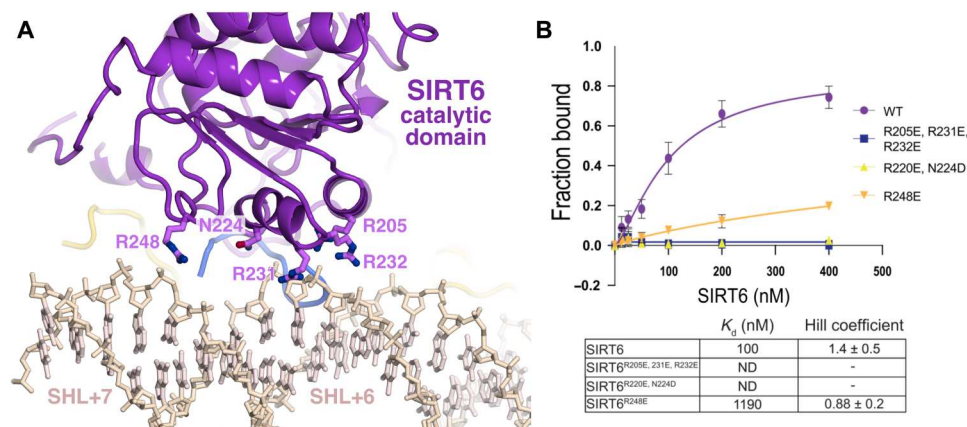 A
SIRT6
catalytic
domain
N224
R205
R248
R231
R232
SHL+7
SHL+6
B
Fraction bound
1.0
0.8
0.6
0.4
0.2
0.0
−0.2
100
200
300
400
500
SIRT6 (nM)
WT
R205E, R231E,
R232E
R220E, N224D
R248E
Kd (nM) Hill coefficient
SIRT6 100 1.4 ± 0.5
SIRT6R205E, 231E, R232E ND -
SIRT6R220E, N224D ND -
SIRT6R248E 1190 0.88 ± 0.2